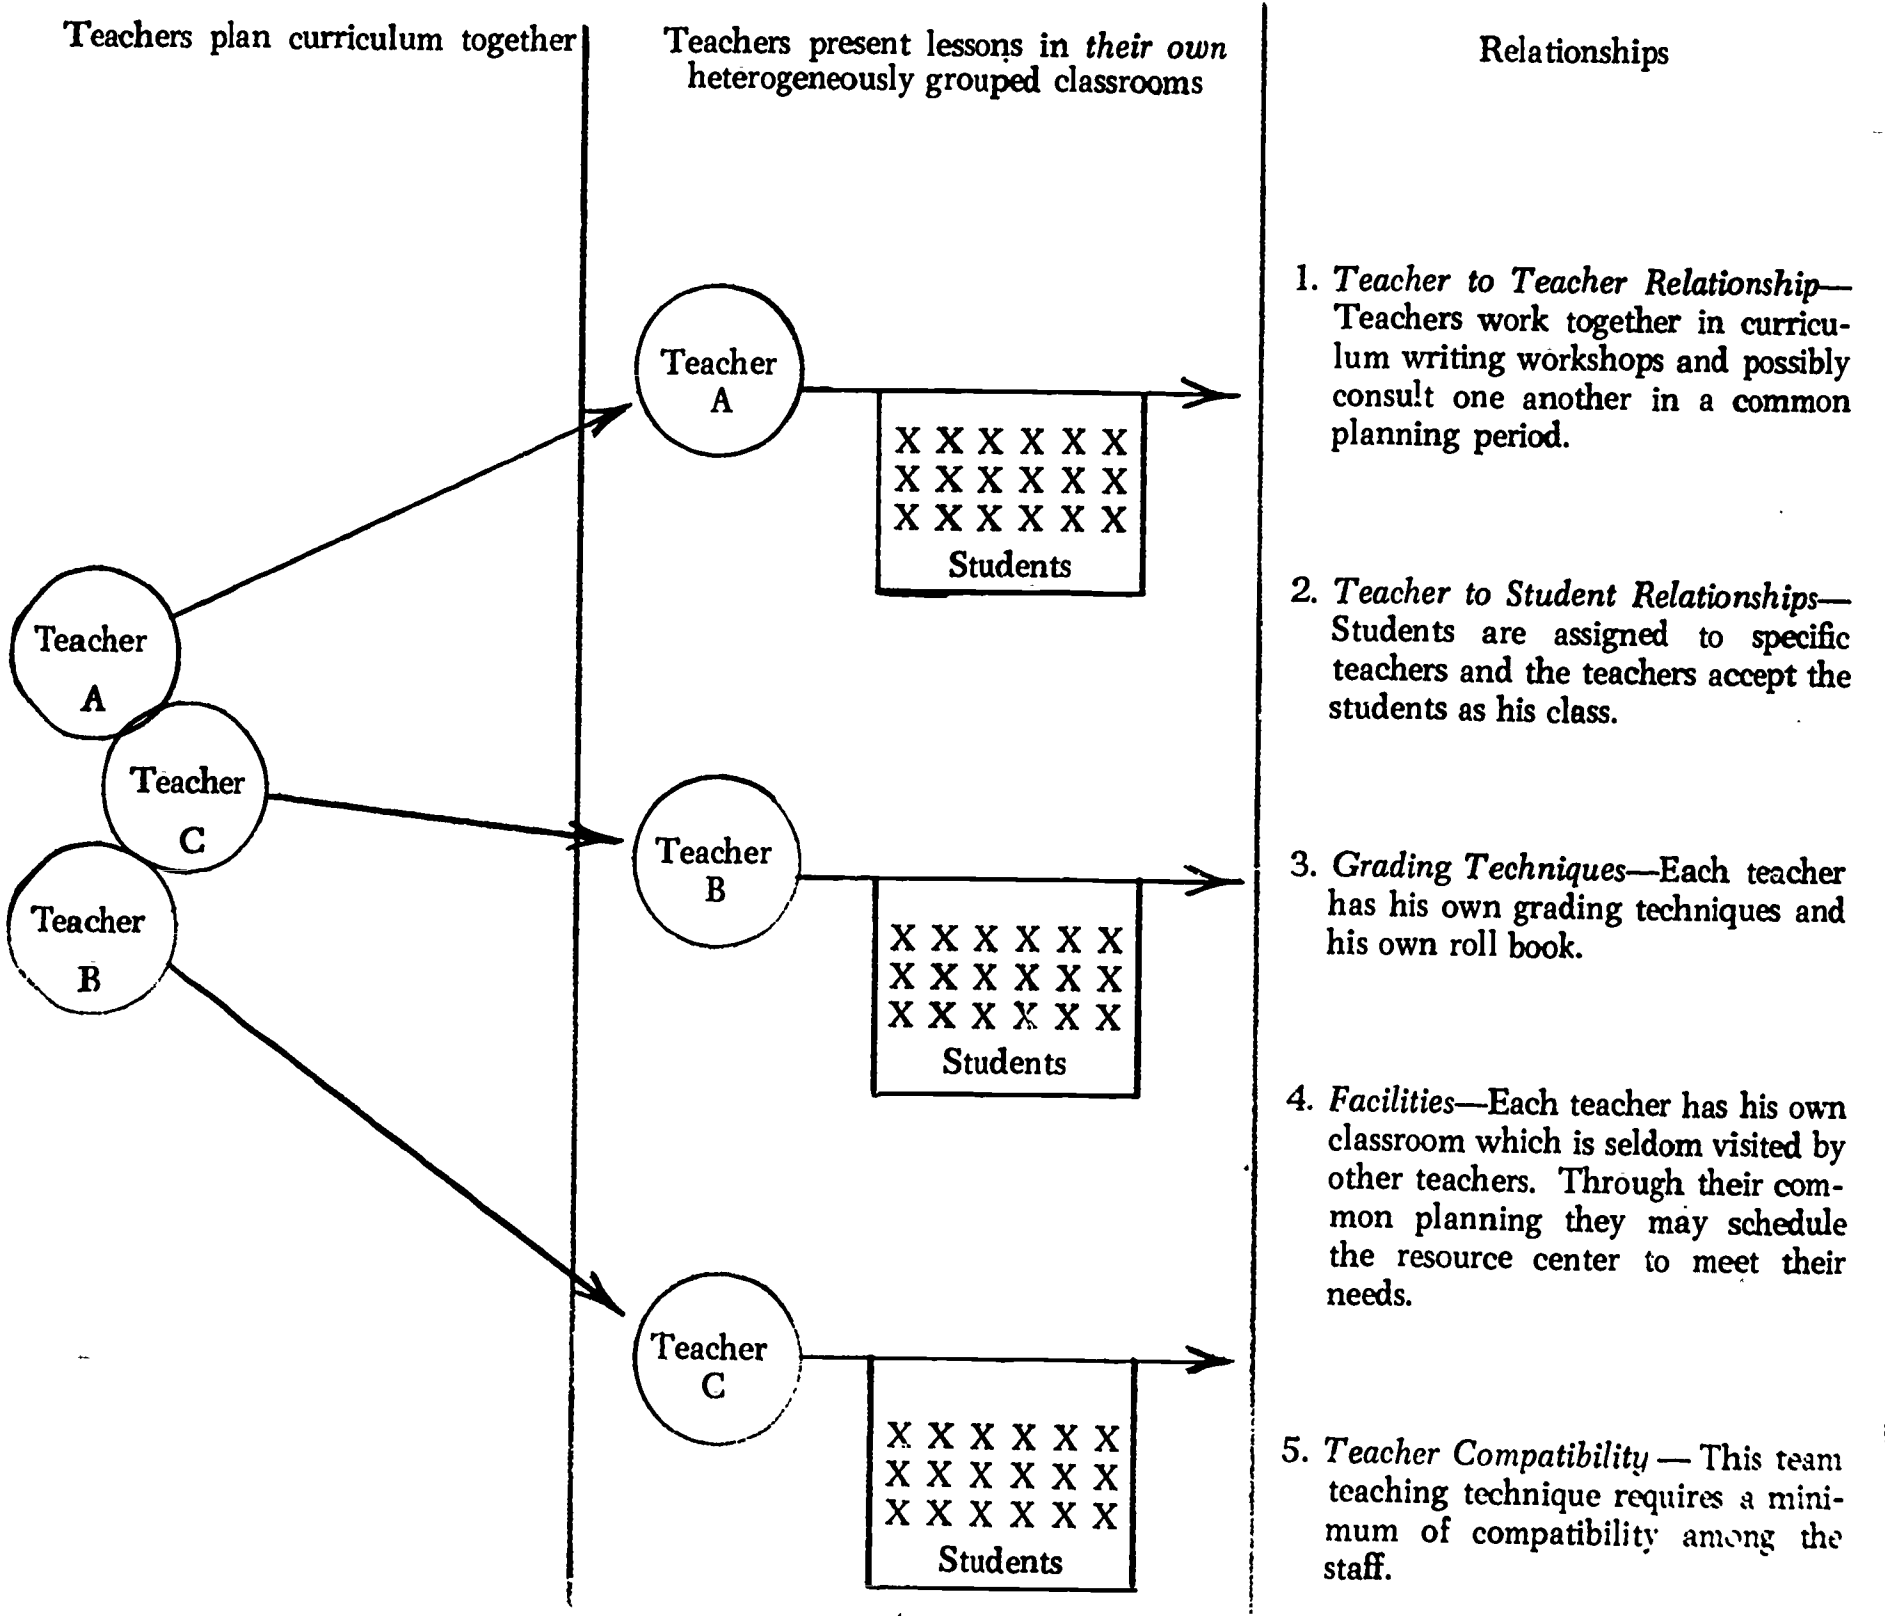 Teachers plan curriculum together
Teachers present lessons in their own
heterogeneously grouped classrooms
Relationships
Teacher
A
Teacher
C
Teacher
B
Teacher
A
X X X X X X
X X X X X X
X X X X X X
Students
Teacher
B
X X X X X X
X X X X X X
X X X X X X
Students
Teacher
C
X X X X X X
X X X X X X
X X X X X X
Students
1. Teacher to Teacher Relationship—
Teachers work together in curricu-
lum writing workshops and possibly
consult one another in a common
planning period.
2. Teacher to Student Relationships—
Students are assigned to specific
teachers and the teachers accept the
students as his class.
3. Grading Techniques—Each teacher
has his own grading techniques and
his own roll book.
4. Facilities—Each teacher has his own
classroom which is seldom visited by
other teachers. Through their com-
mon planning they may schedule
the resource center to meet their
needs.
5. Teacher Compatibility — This team
teaching technique requires a mini-
mum of compatibility among the
staff.